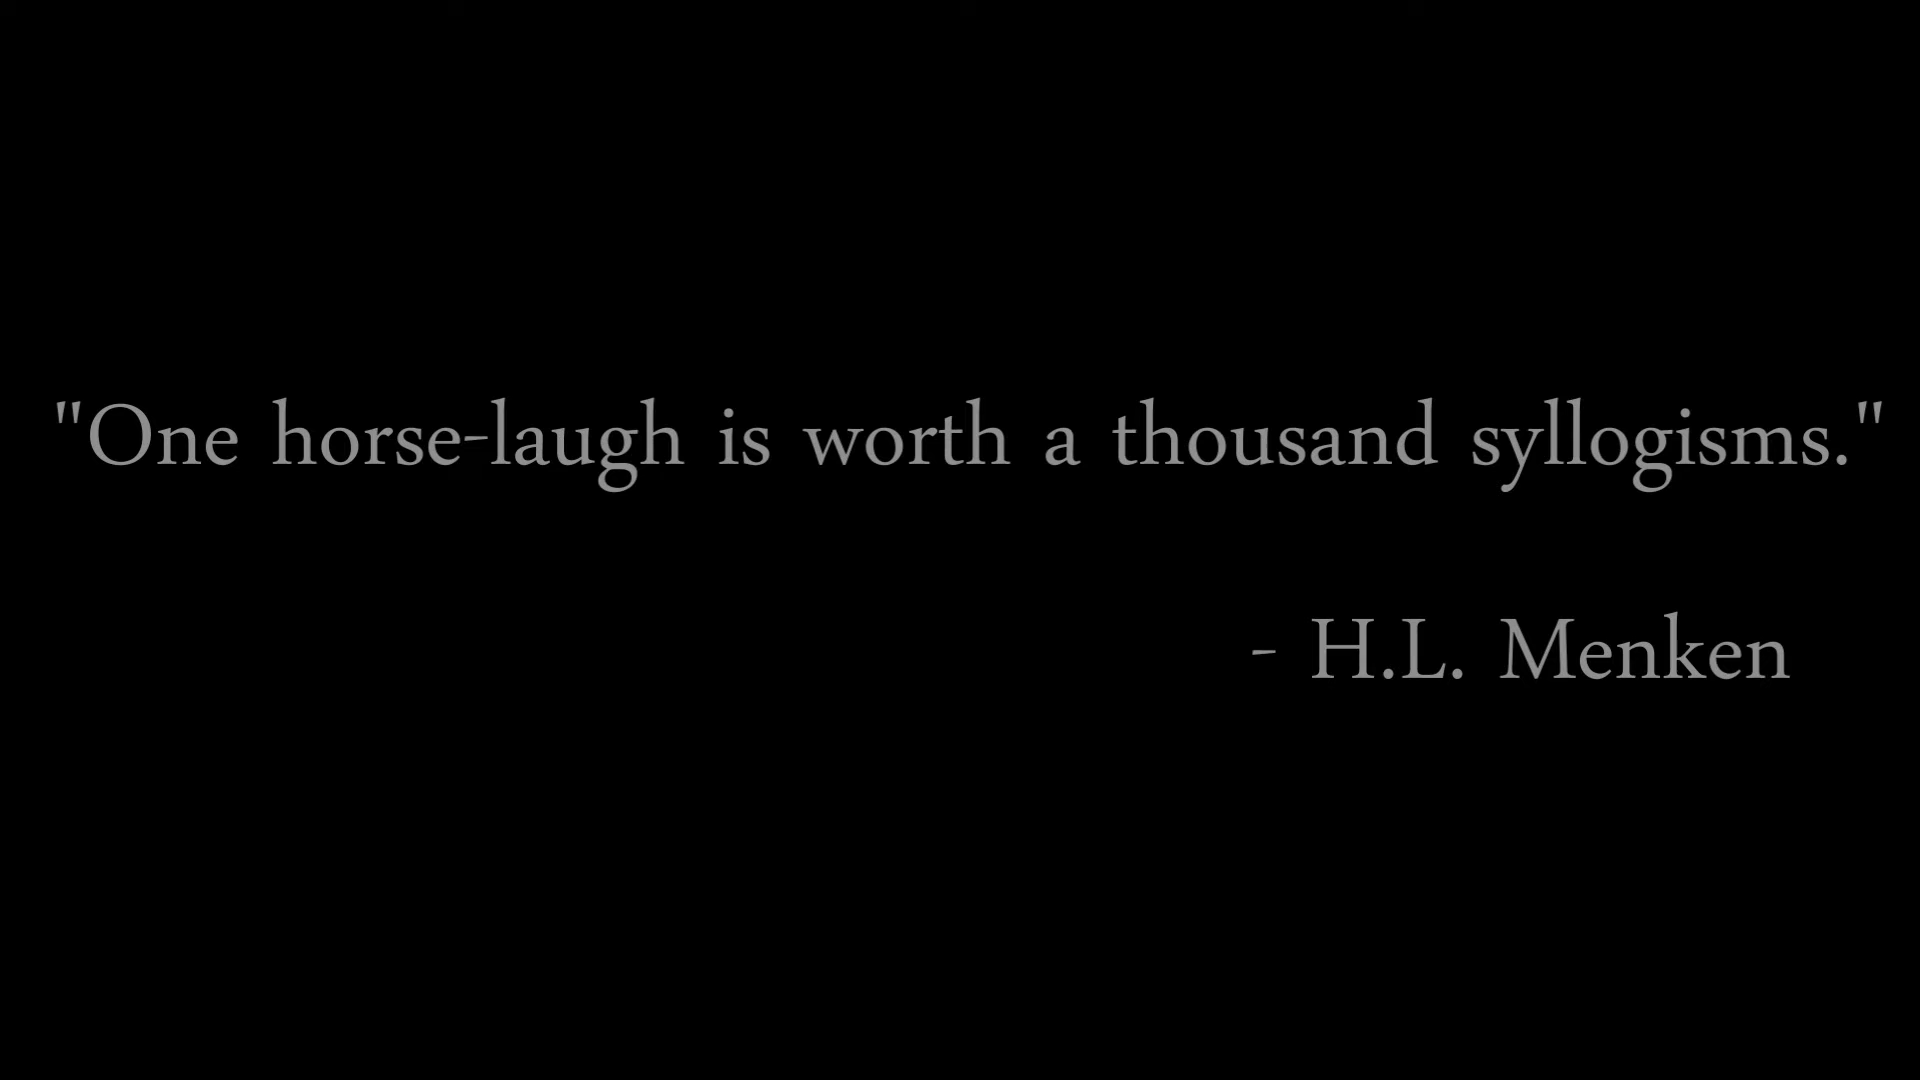 "One horse-laugh is worth a thousand syllogisms."
- H.L. Menken